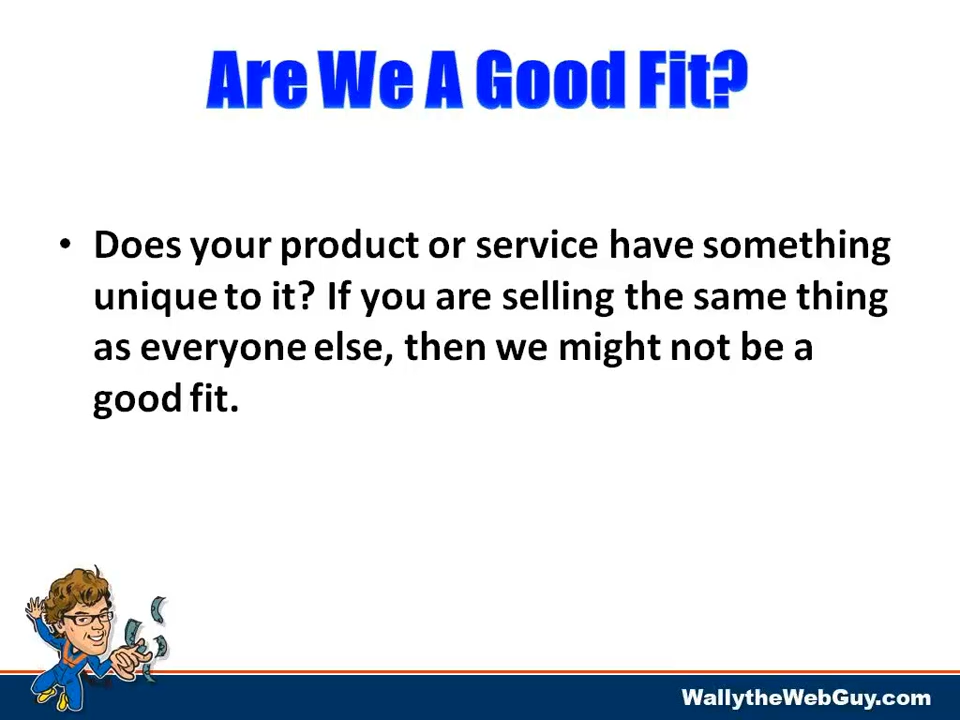 Are We A Good Fit?
• Does your product or service have something
unique to it? If you are selling the same thing
as everyone else, then we might not be a
good fit.
WallytheWebGuy.com